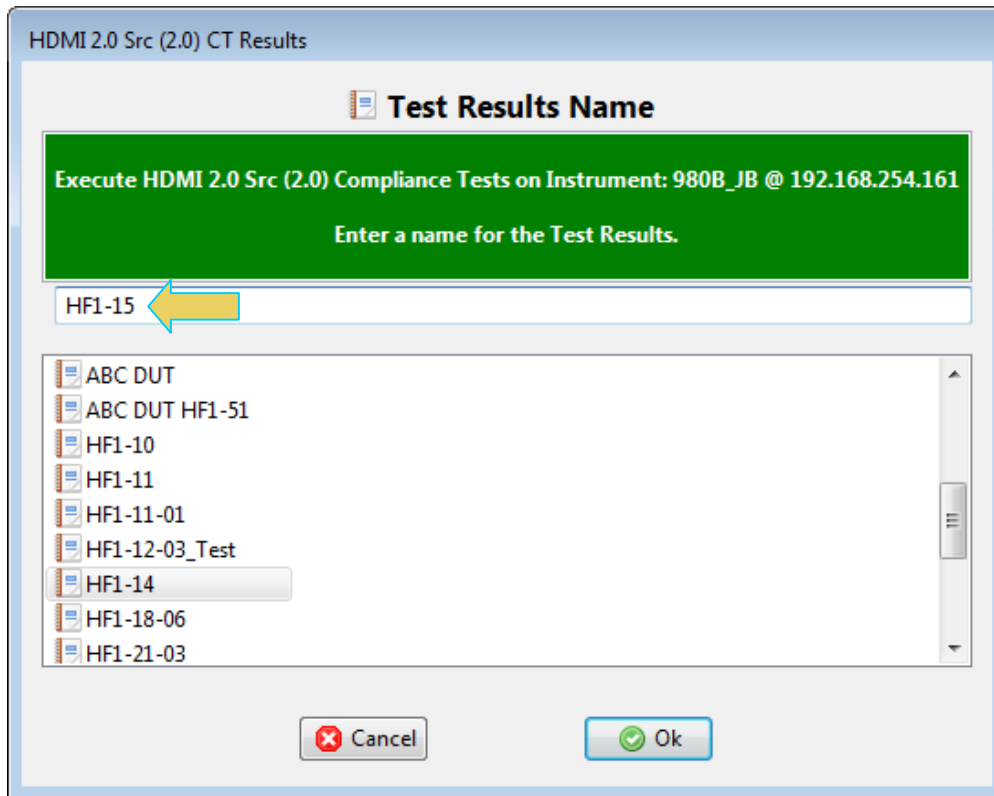 HDMI 2.0 Src (2.0) CT Results
Test Results Name
Execute HDMI 2.0 Src (2.0) Compliance Tests on Instrument: 980B_JB @ 192.168.254.161
Enter a name for the Test Results.
HF1-15
ABC DUT
ABC DUT HF1-51
HF1-10
HF1-11
HF1-11-01
HF1-12-03_Test
HF1-14
HF1-18-06
HF1-21-03
Cancel
Ok